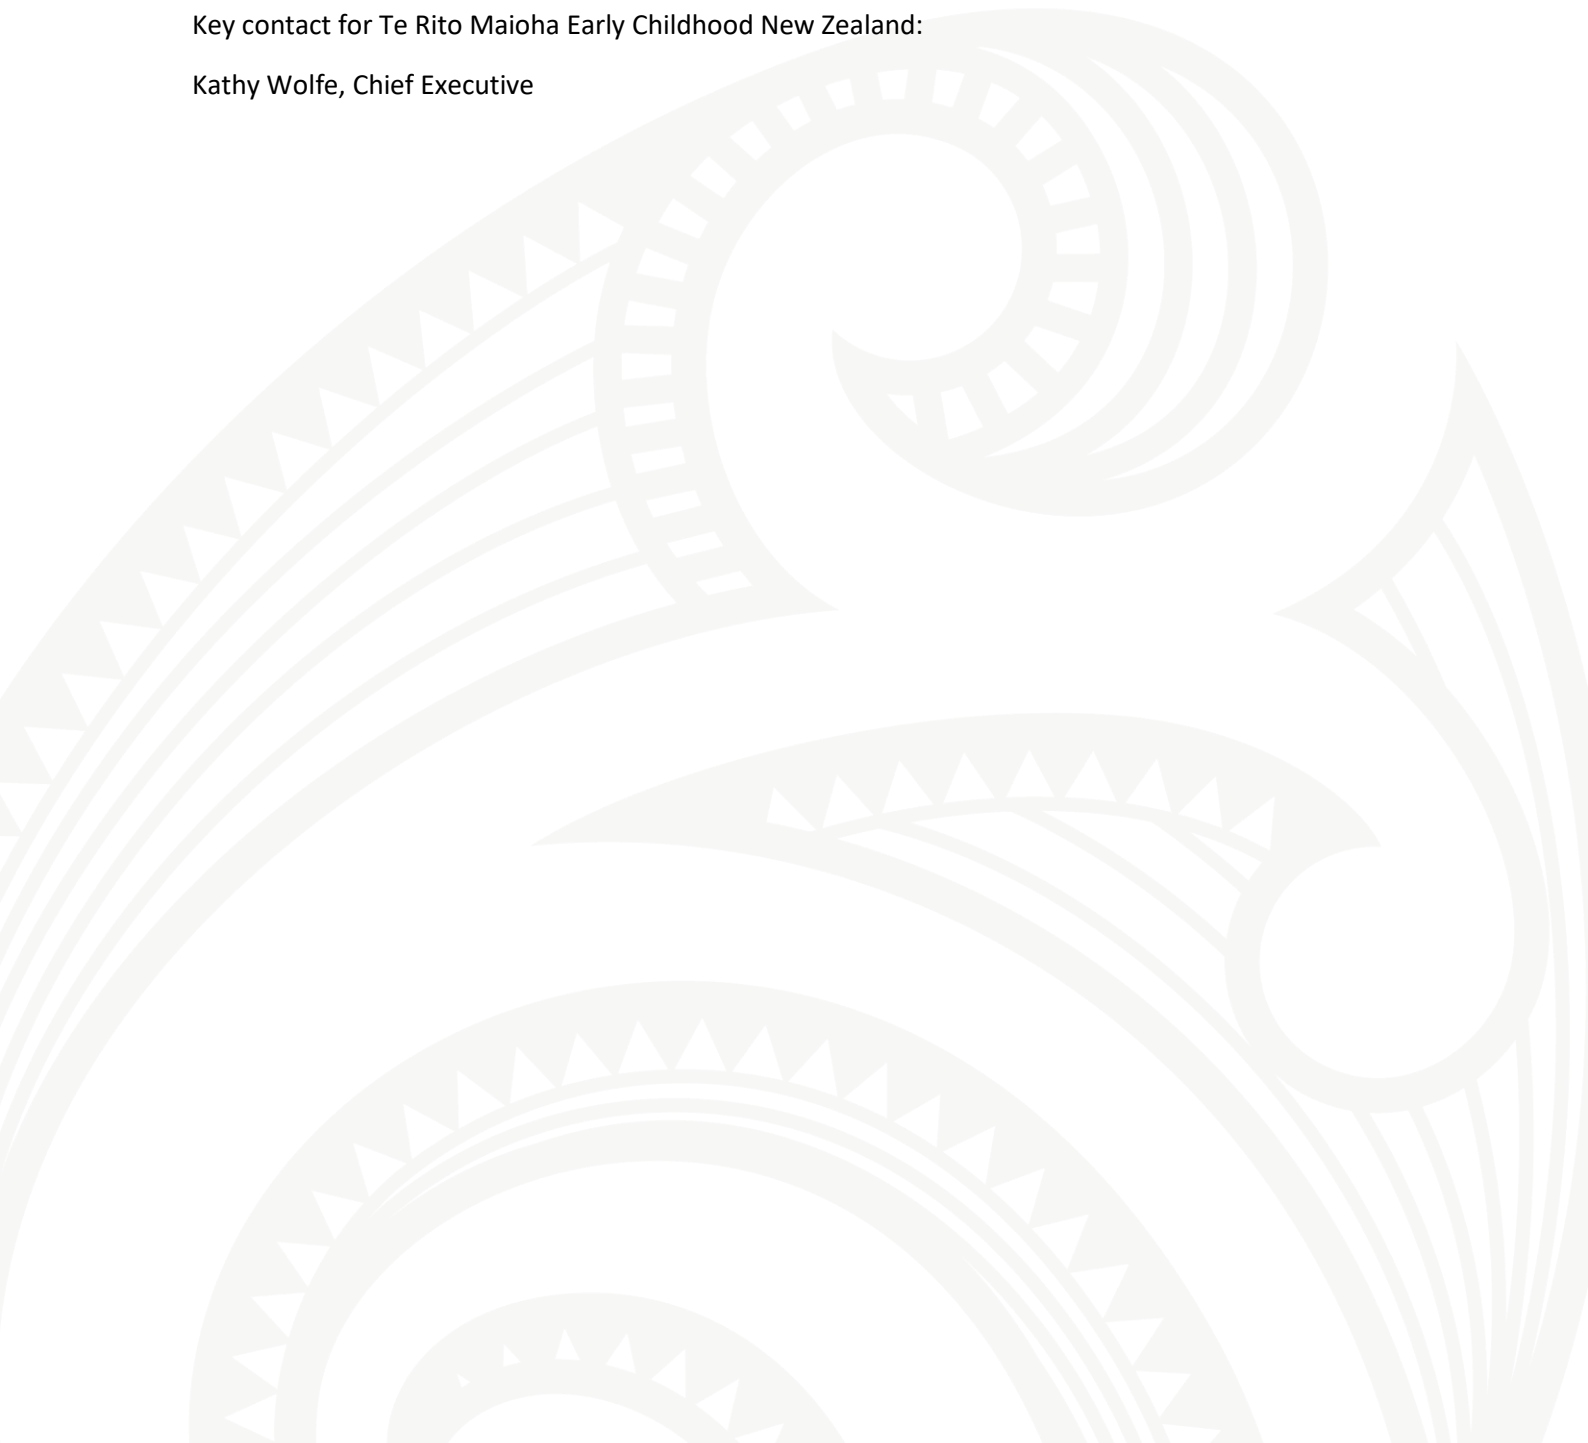 Key contact for Te Rito Maioha Early Childhood New Zealand:
Kathy Wolfe, Chief Executive